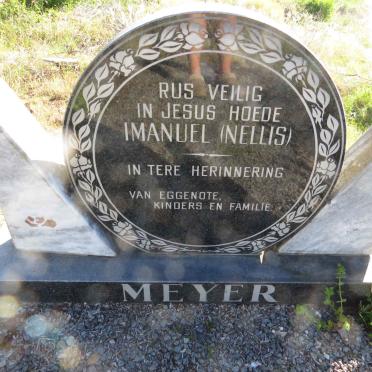 RUS VEILIG
IN JESUS HOEDE
IMANUEL (NELLIS)
IN TERE HERINNERING
VAN EGGENOTE,
KINDERS EN FAMILIE.
MEYER